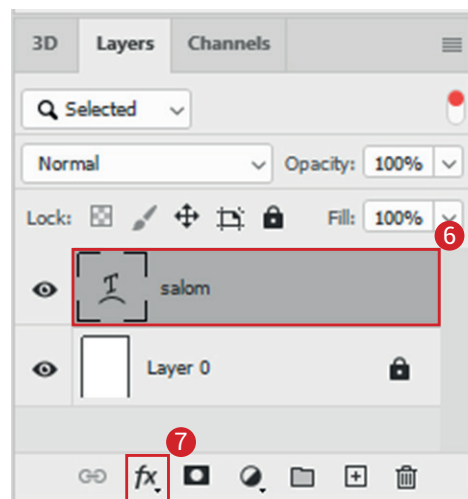 3D Layers Channels
Selected
Normal Opacity: 100%
Lock: Fill: 100%
6
T salom
Layer 0
7
fx